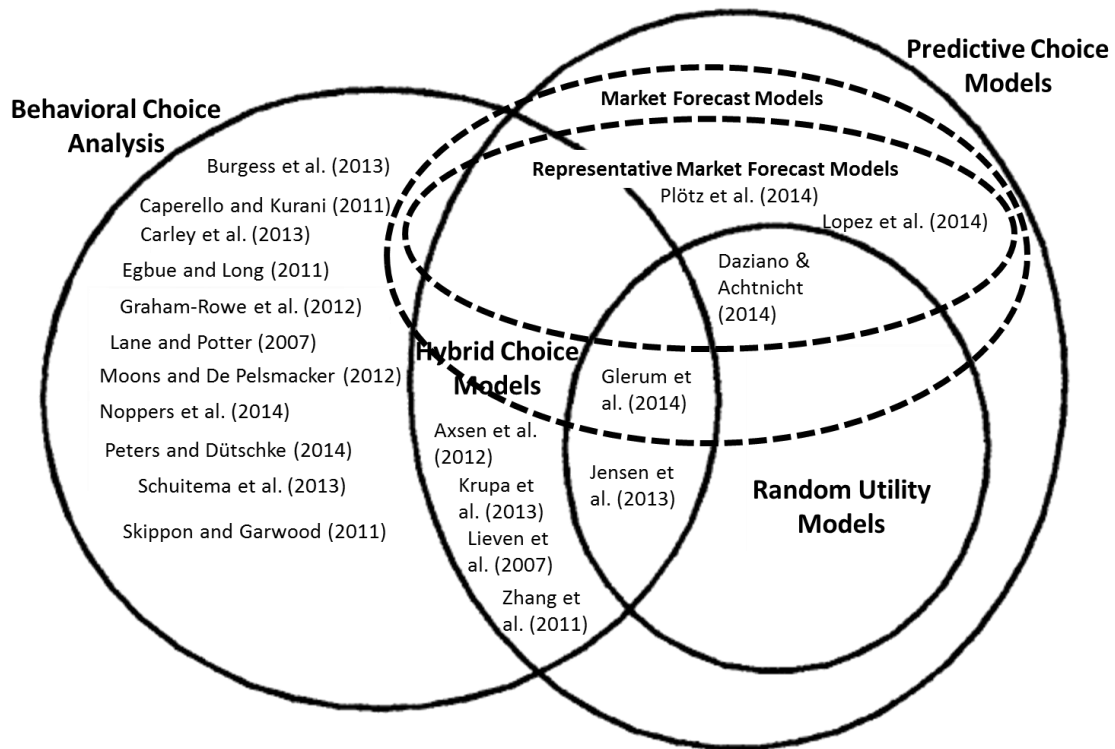 Predictive Choice
Models
Behavioral Choice
Analysis
Market Forecast Models
Representative Market Forecast Models
Burgess et al. (2013)
Caperello and Kurani (2011)
Carley et al. (2013)
Egbue and Long (2011)
Graham-Rowe et al. (2012)
Lane and Potter (2007)
Moons and De Pelsmacker (2012)
Noppers et al. (2014)
Peters and Dütschke (2014)
Schuitema et al. (2013)
Skippon and Garwood (2011)
Plötz et al. (2014)
Lopez et al. (2014)
Daziano &
Achtnicht
(2014)
Hybrid Choice
Models
Glerum et
al. (2014)
Axsen et al.
(2012)
Krupa et
al. (2013)
Lieven et
al. (2007)
Zhang et
al. (2011)
Jensen et
al. (2013)
Random Utility
Models